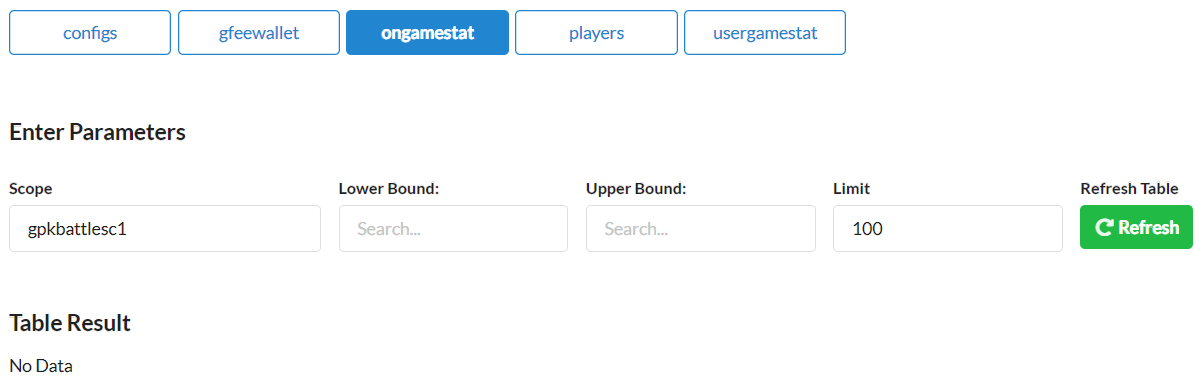 configs gfeewallet ongamestat players usergamestat
Enter Parameters
Scope Lower Bound: Upper Bound: Limit Refresh Table
gpkbattlesc1 Search... Search... 100 Refresh
Table Result
No Data